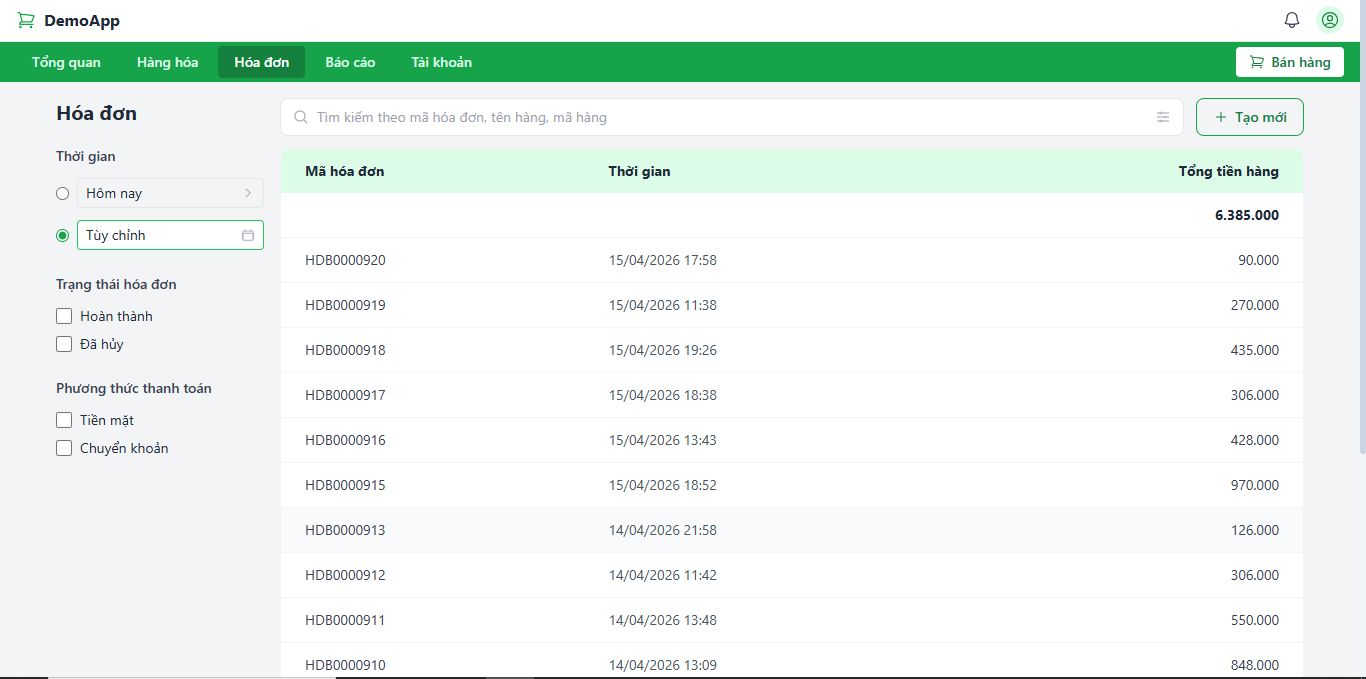 DemoApp
Tổng quan Hàng hóa Hóa đơn Báo cáo Tài khoản Bán hàng
Hóa đơn
Thời gian
Hôm nay
Tùy chỉnh
Trạng thái hóa đơn
Hoàn thành
Đã hủy
Phương thức thanh toán
Tiền mặt
Chuyển khoản
Tìm kiếm theo mã hóa đơn, tên hàng, mã hàng
Tạo mới
Mã hóa đơn Thời gian Tổng tiền hàng
6.385.000
HDB0000920 15/04/2026 17:58 90.000
HDB0000919 15/04/2026 11:38 270.000
HDB0000918 15/04/2026 19:26 435.000
HDB0000917 15/04/2026 18:38 306.000
HDB0000916 15/04/2026 13:43 428.000
HDB0000915 15/04/2026 18:52 970.000
HDB0000913 14/04/2026 21:58 126.000
HDB0000912 14/04/2026 11:42 306.000
HDB0000911 14/04/2026 13:48 550.000
HDB0000910 14/04/2026 13:09 848.000